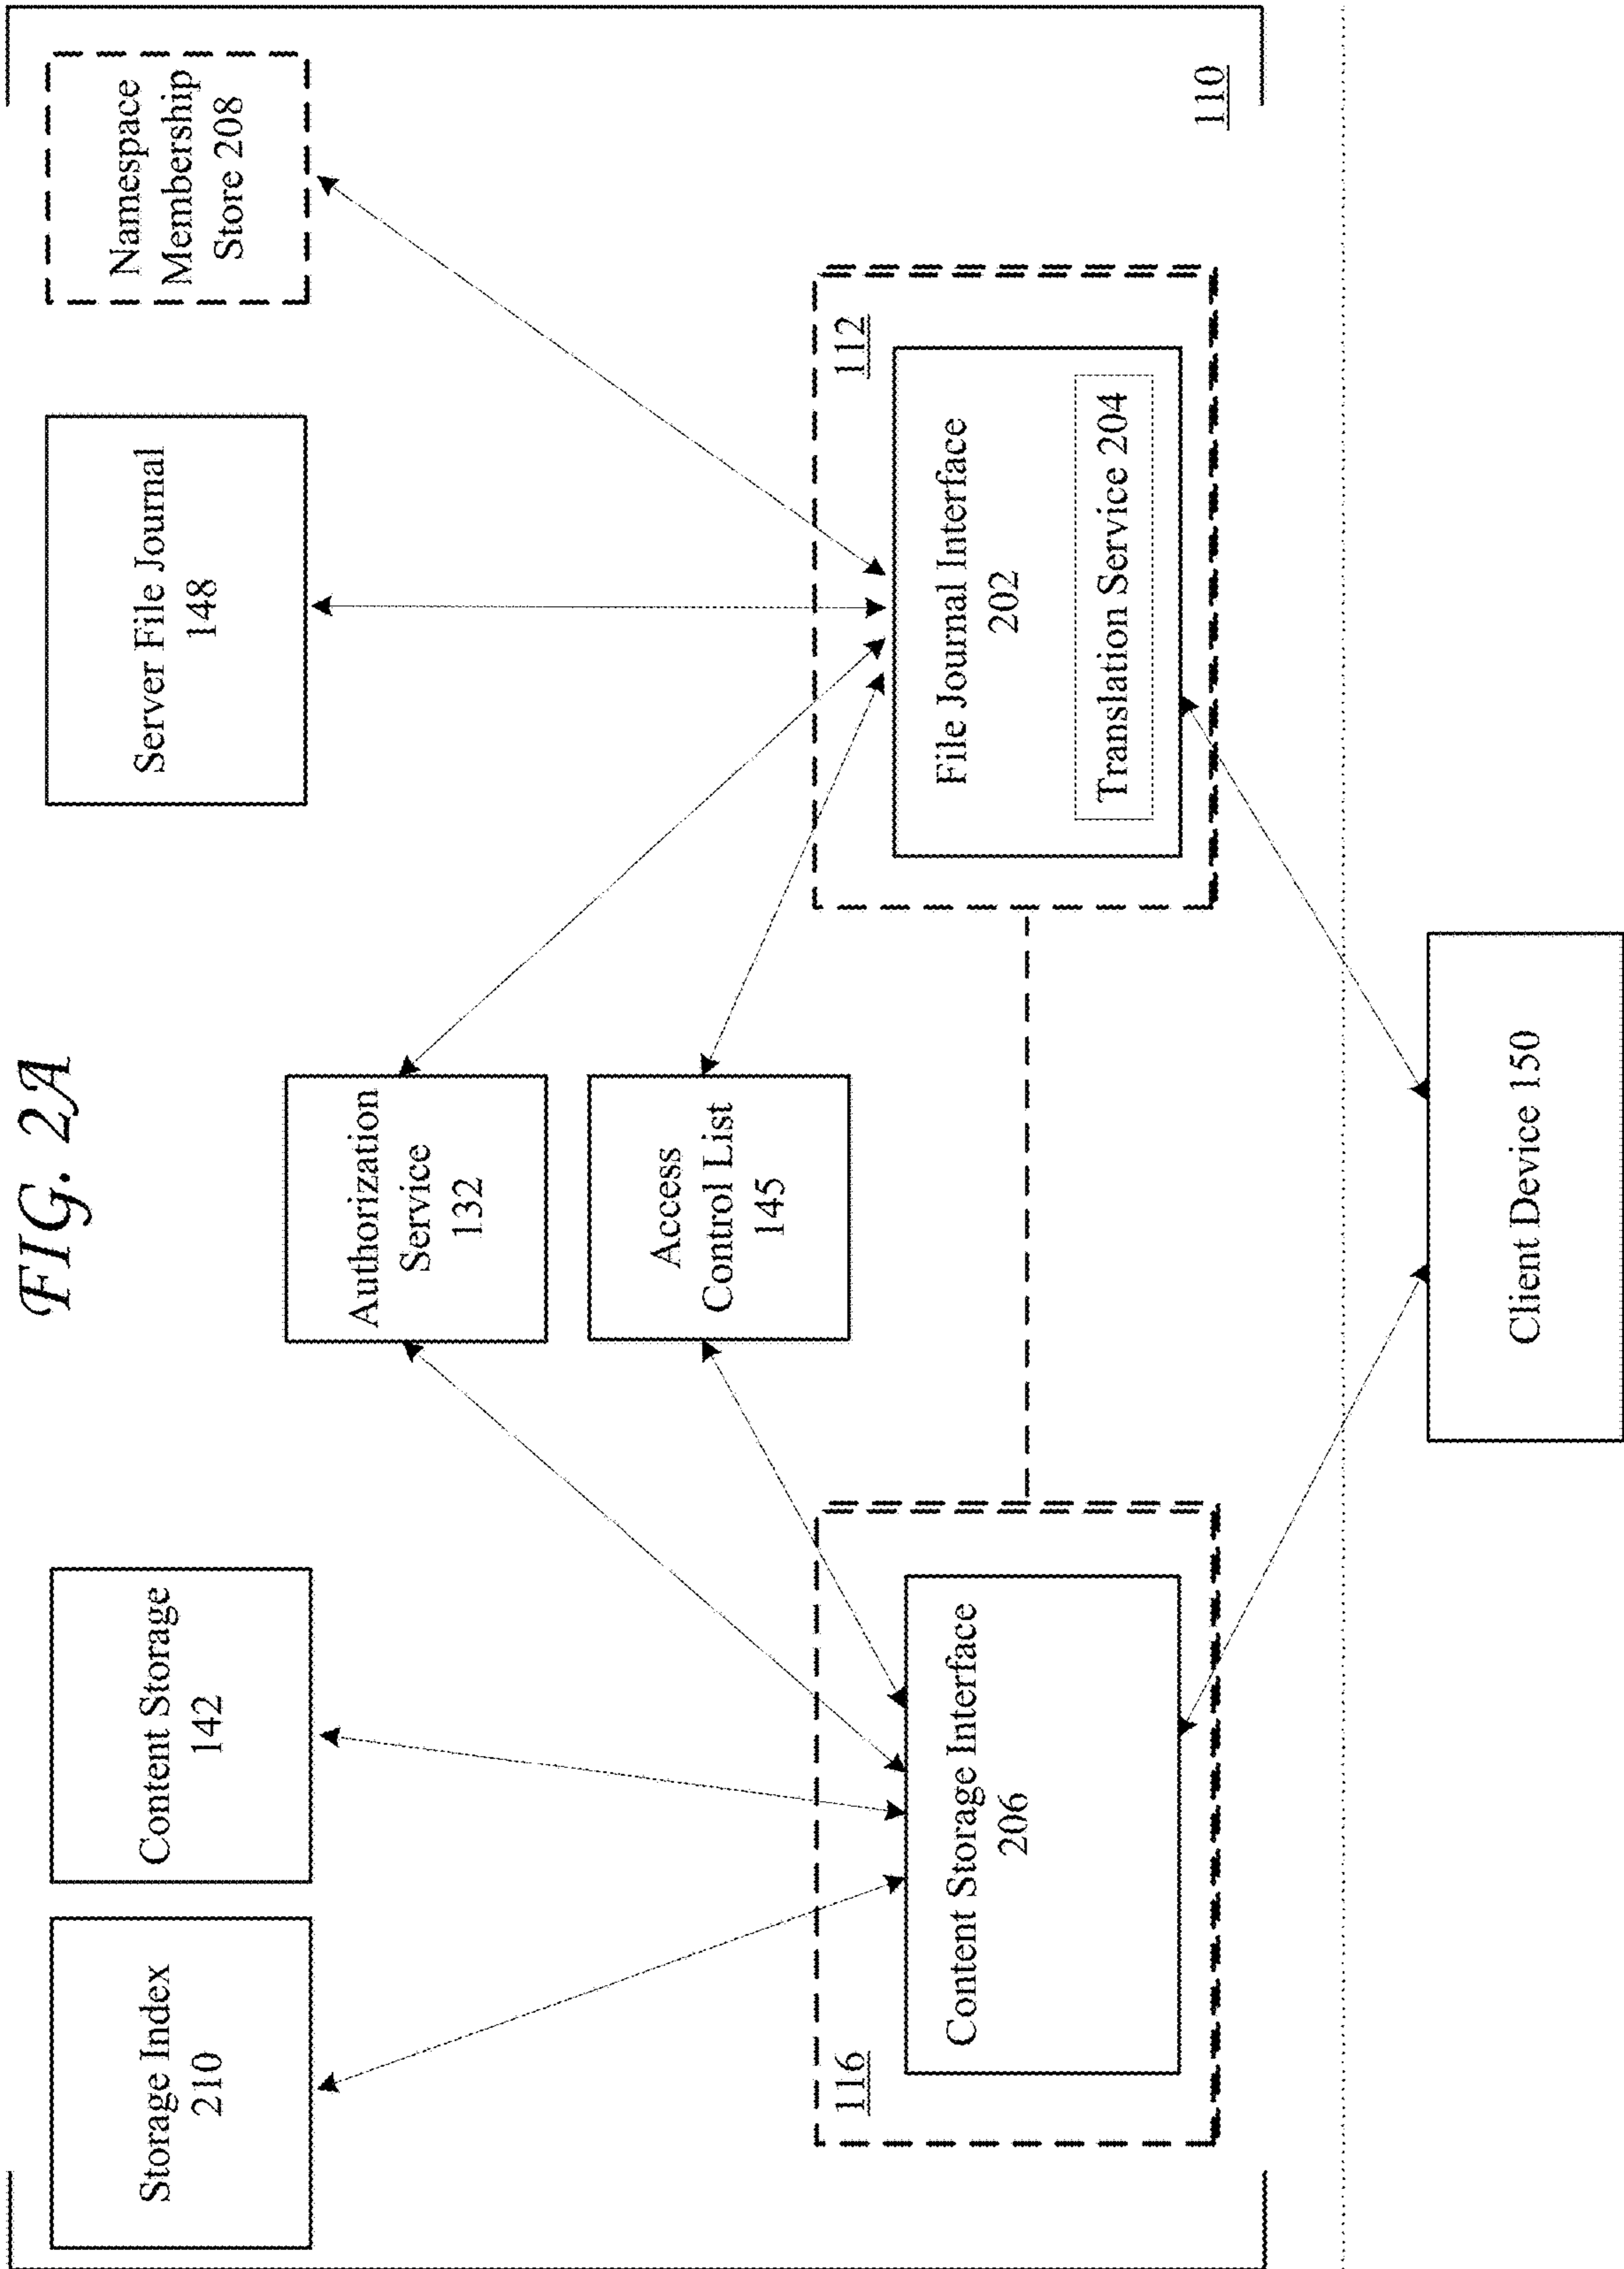 FIG. 2A
Storage Index
210
Content Storage
142
Authorization
Service
132
Access
Control List
145
Server File Journal
148
Namespace
Membership
Store 208
116
Content Storage Interface
206
112
File Journal Interface
202
Translation Service 204
110
Client Device 150